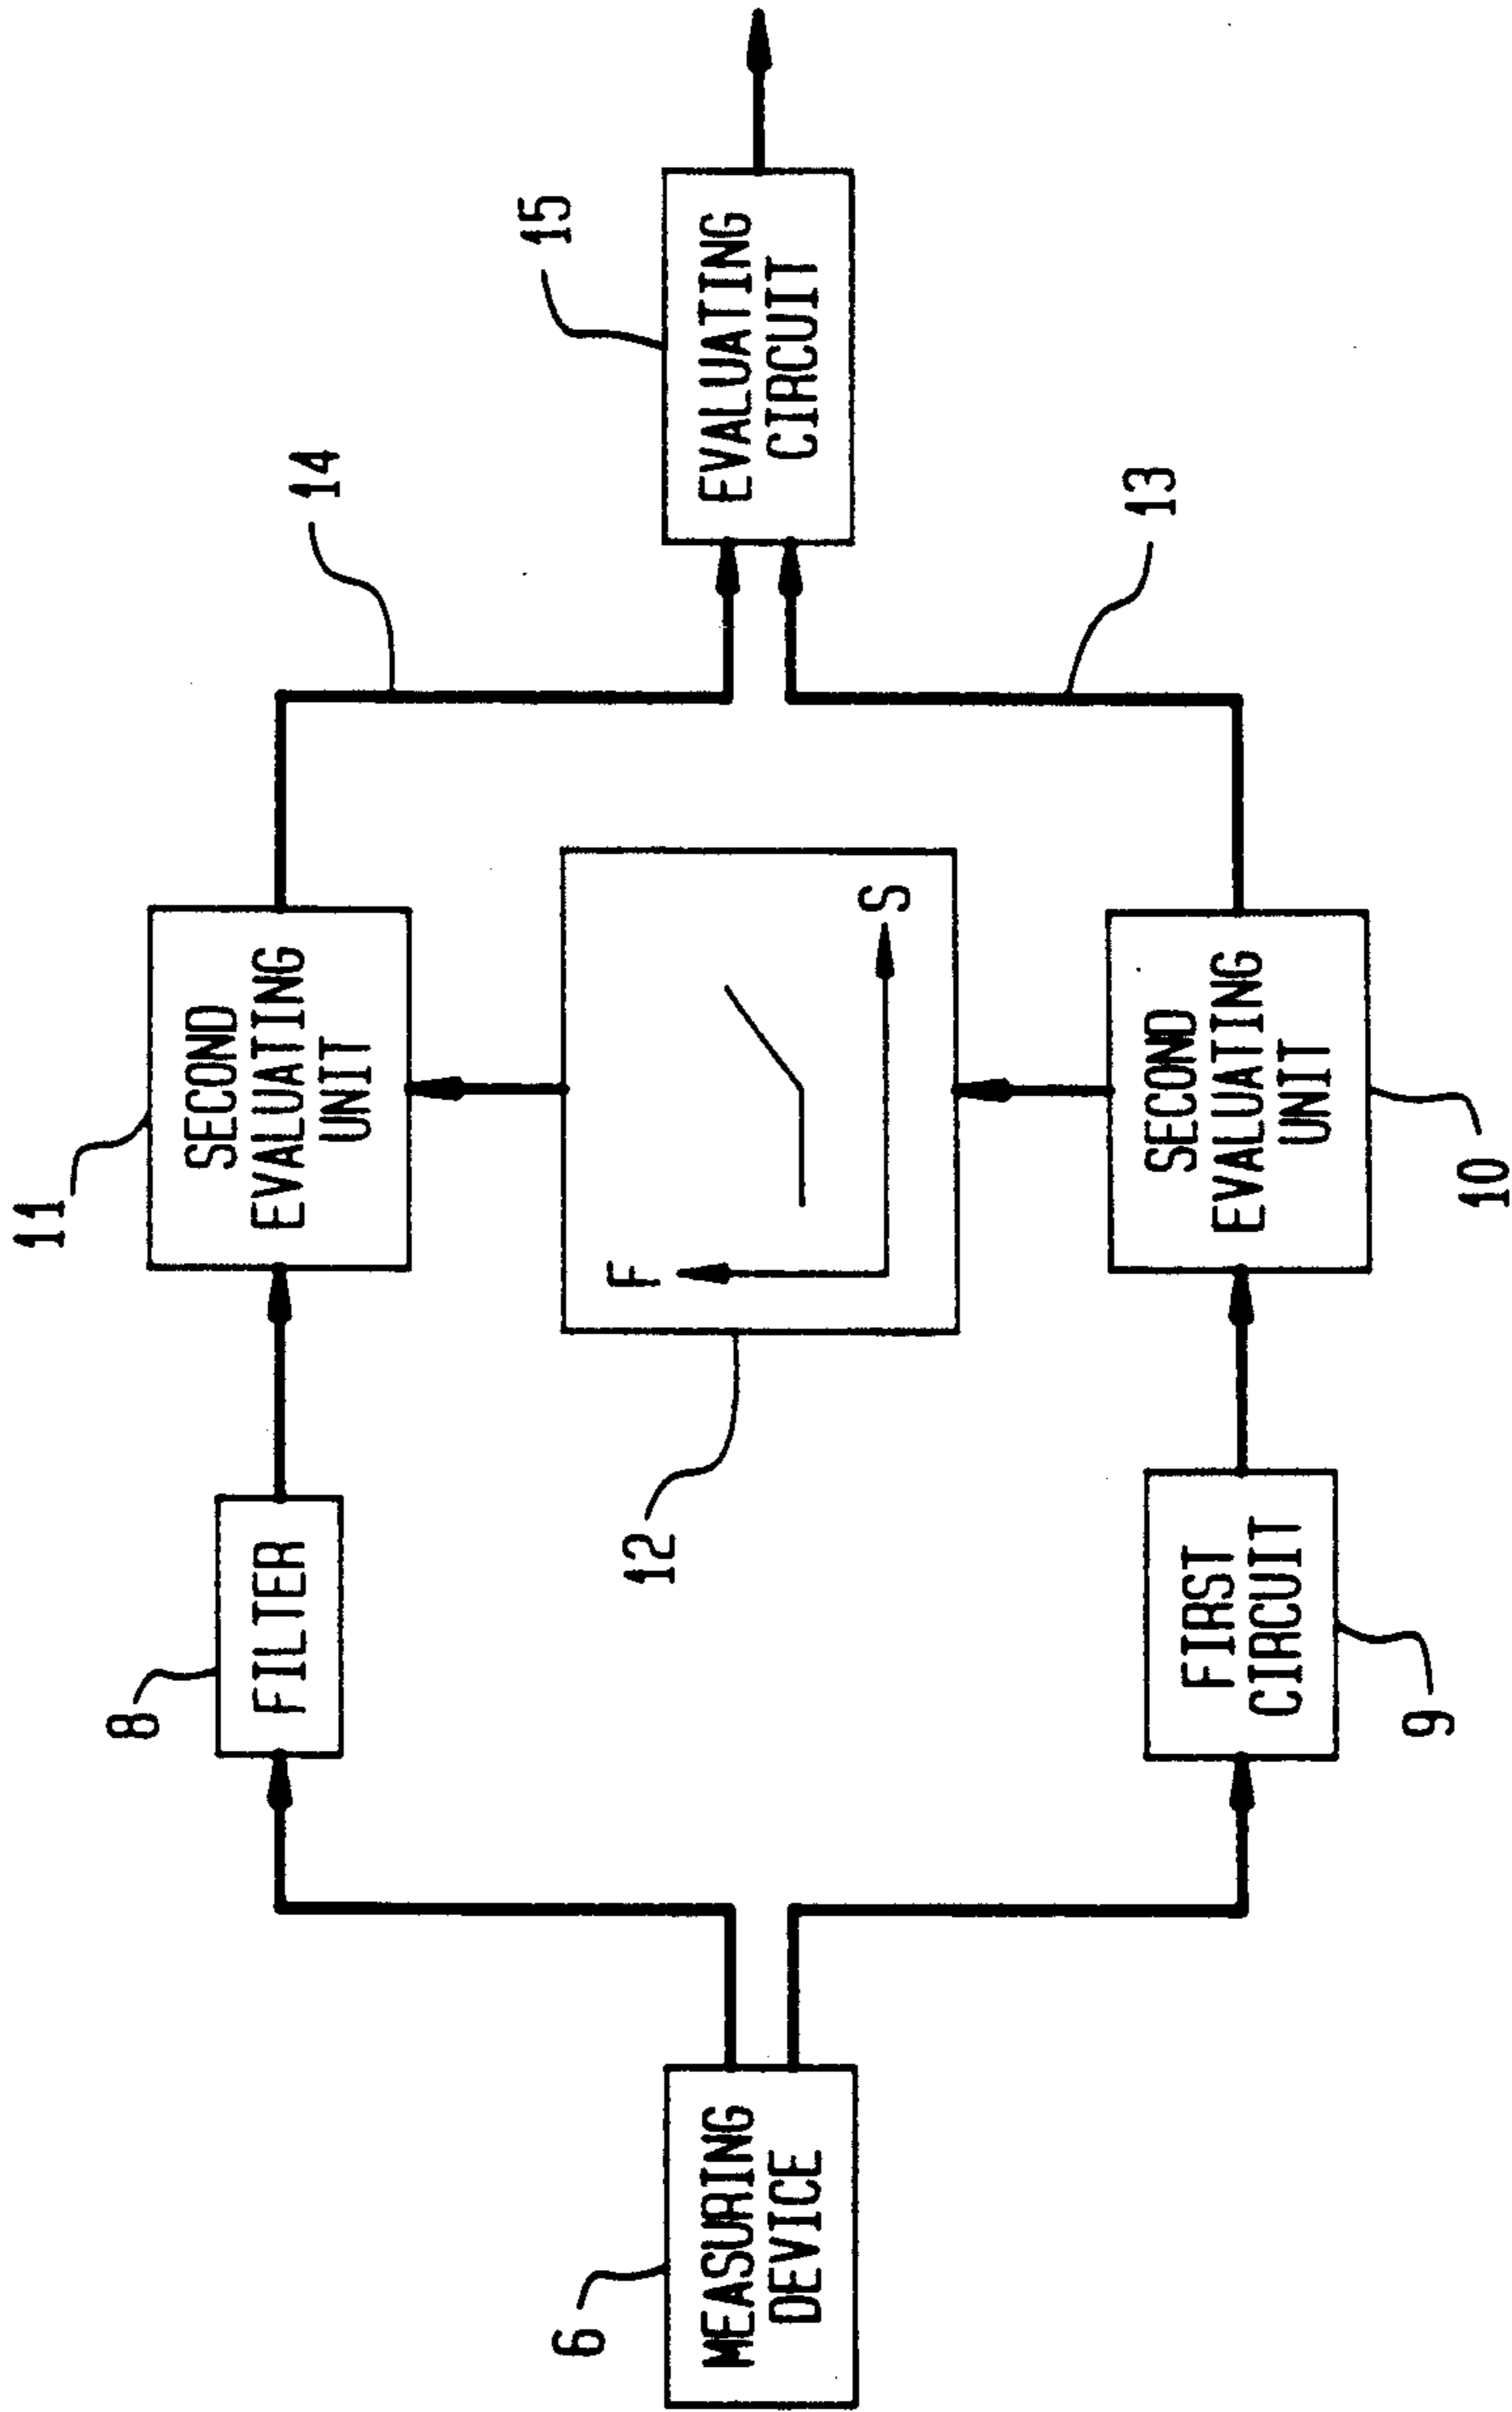 6
MEASURING
DEVICE
8
FILTER
9
FIRST
CIRCUIT
11
SECOND
EVALUATING
UNIT
12
F
S
10
SECOND
EVALUATING
UNIT
14
13
15
EVALUATING
CIRCUIT